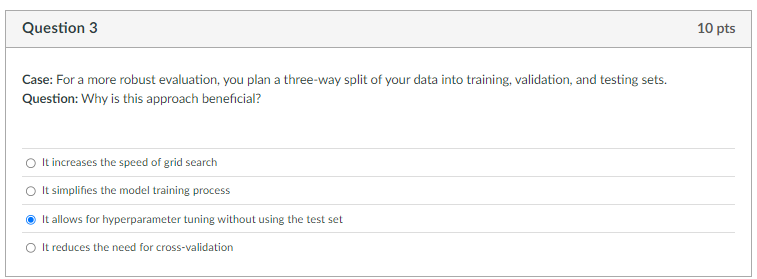 Question 3
10 pts
Case: For a more robust evaluation, you plan a three-way split of your data into training, validation, and testing sets.
Question: Why is this approach beneficial?
It increases the speed of grid search
It simplifies the model training process
It allows for hyperparameter tuning without using the test set
It reduces the need for cross-validation